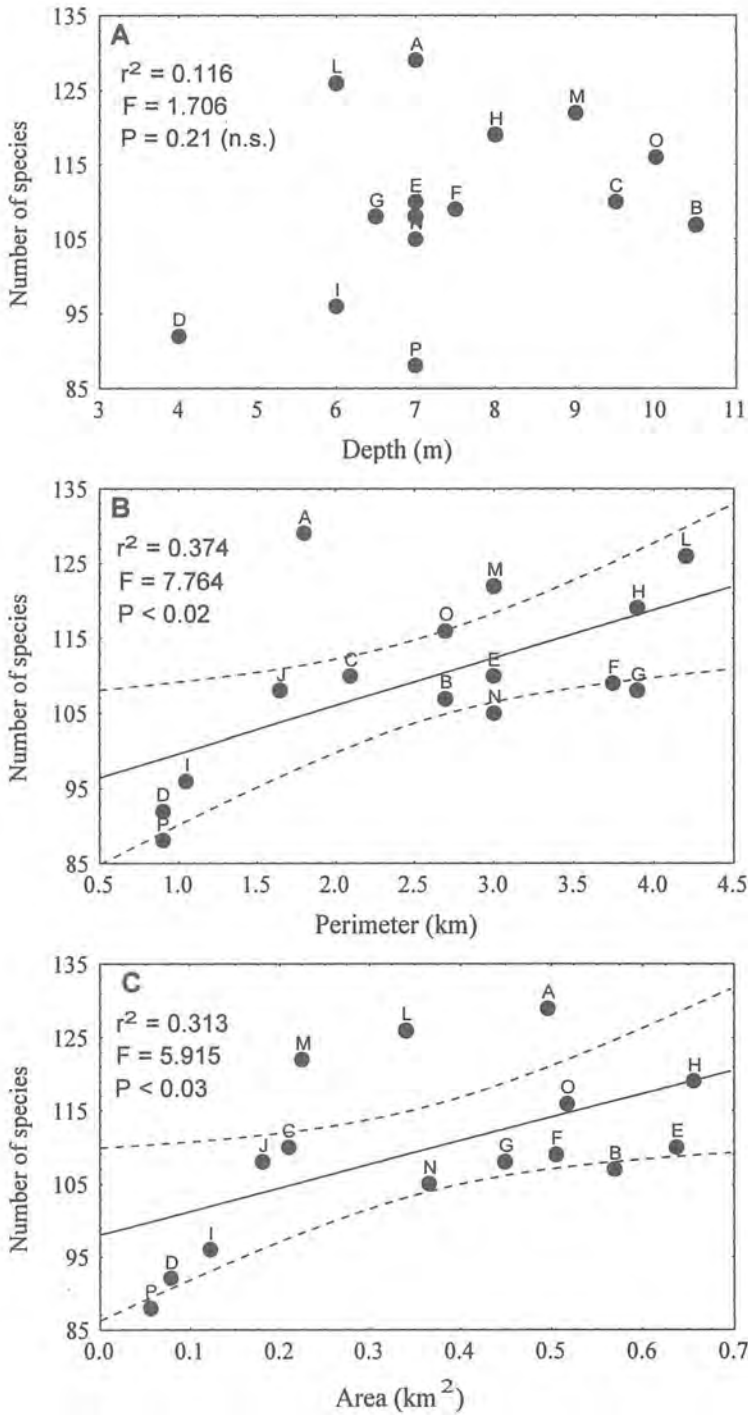 A
r² = 0.116
F = 1.706
P = 0.21 (n.s.)
Number of species
135
125
115
105
95
85
A
L
M
H
O
E
G
F
C
B
N
I
D
P
3 4 5 6 7 8 9 10 11
Depth (m)
B
r² = 0.374
F = 7.764
P < 0.02
Number of species
135
125
115
105
95
85
A
L
M
H
O
J
C
E
F
G
B
N
I
D
P
0.5 1.0 1.5 2.0 2.5 3.0 3.5 4.0 4.5
Perimeter (km)
C
r² = 0.313
F = 5.915
P < 0.03
Number of species
135
125
115
105
95
85
A
L
M
H
O
J
C
G
F
B
E
N
I
D
P
0.0 0.1 0.2 0.3 0.4 0.5 0.6 0.7
Area (km²)